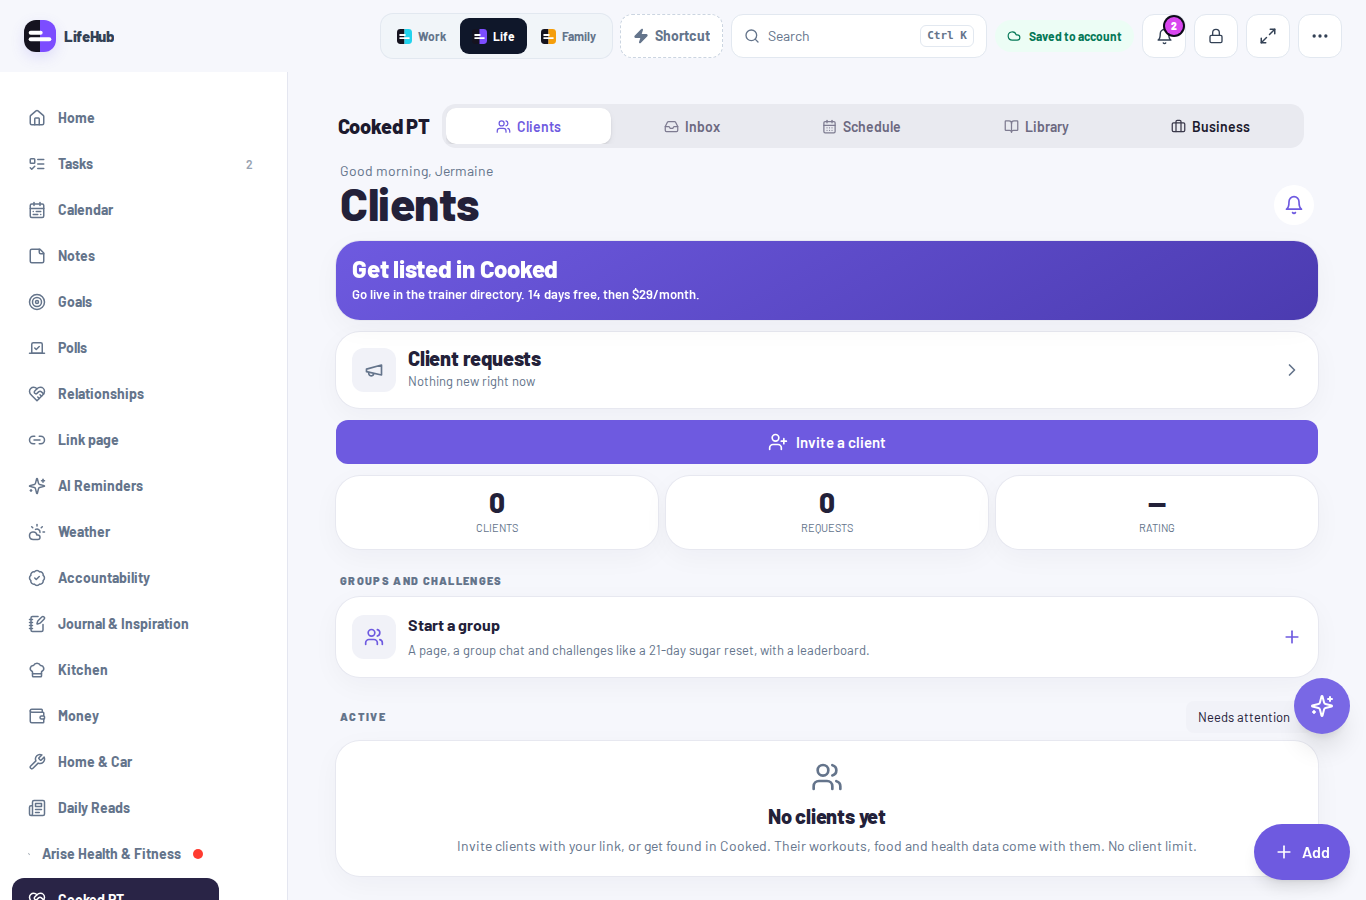 LifeHub
Work
Life
Family
Shortcut
Search
Ctrl K
Saved to account
2
Home
Tasks
2
Calendar
Notes
Goals
Polls
Relationships
Link page
AI Reminders
Weather
Accountability
Journal & Inspiration
Kitchen
Money
Home & Car
Daily Reads
Arise Health & Fitness
Cooked PT
Cooked PT
Clients
Inbox
Schedule
Library
Business
Good morning, Jermaine
Clients
Get listed in Cooked
Go live in the trainer directory. 14 days free, then $29/month.
Client requests
Nothing new right now
Invite a client
0
CLIENTS
0
REQUESTS
–
RATING
GROUPS AND CHALLENGES
Start a group
A page, a group chat and challenges like a 21-day sugar reset, with a leaderboard.
ACTIVE
Needs attention
No clients yet
Invite clients with your link, or get found in Cooked. Their workouts, food and health data come with them. No client limit.
Add